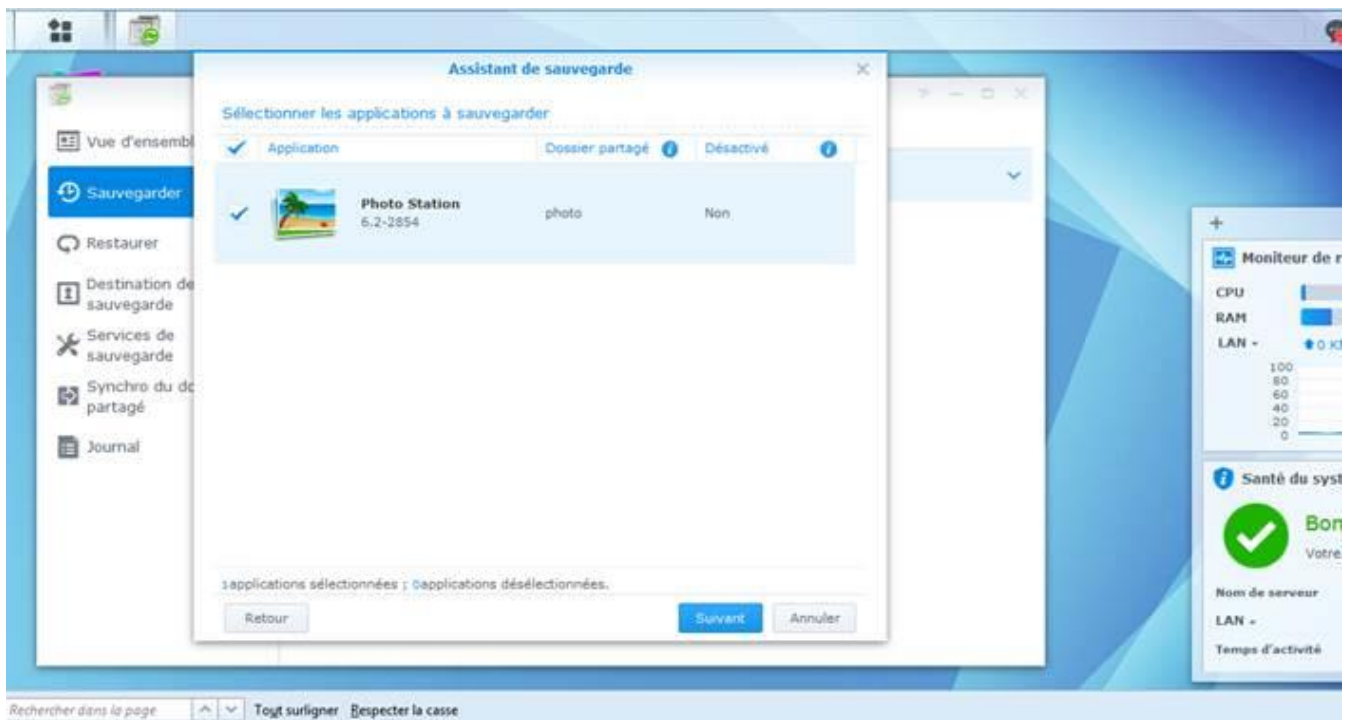 Assistant de sauvegarde
Sélectionner les applications à sauvegarder
Application Dossier partagé Désactivé
Photo Station
6.2-2854
photo Non
1applications sélectionnées ; 0applications désélectionnées.
Retour Suivant Annuler
Vue d'ensembl
Sauvegarder
Restaurer
Destination de
sauvegarde
Services de
sauvegarde
Synchro du do
partagé
Journal
Moniteur de r
CPU
RAM
LAN
0 K
100
80
60
40
20
0
Santé du syst
Bon
Votre
Nom de serveur
LAN
Temps d'activité
Rechercher dans la page Tout surligner Respecter la casse